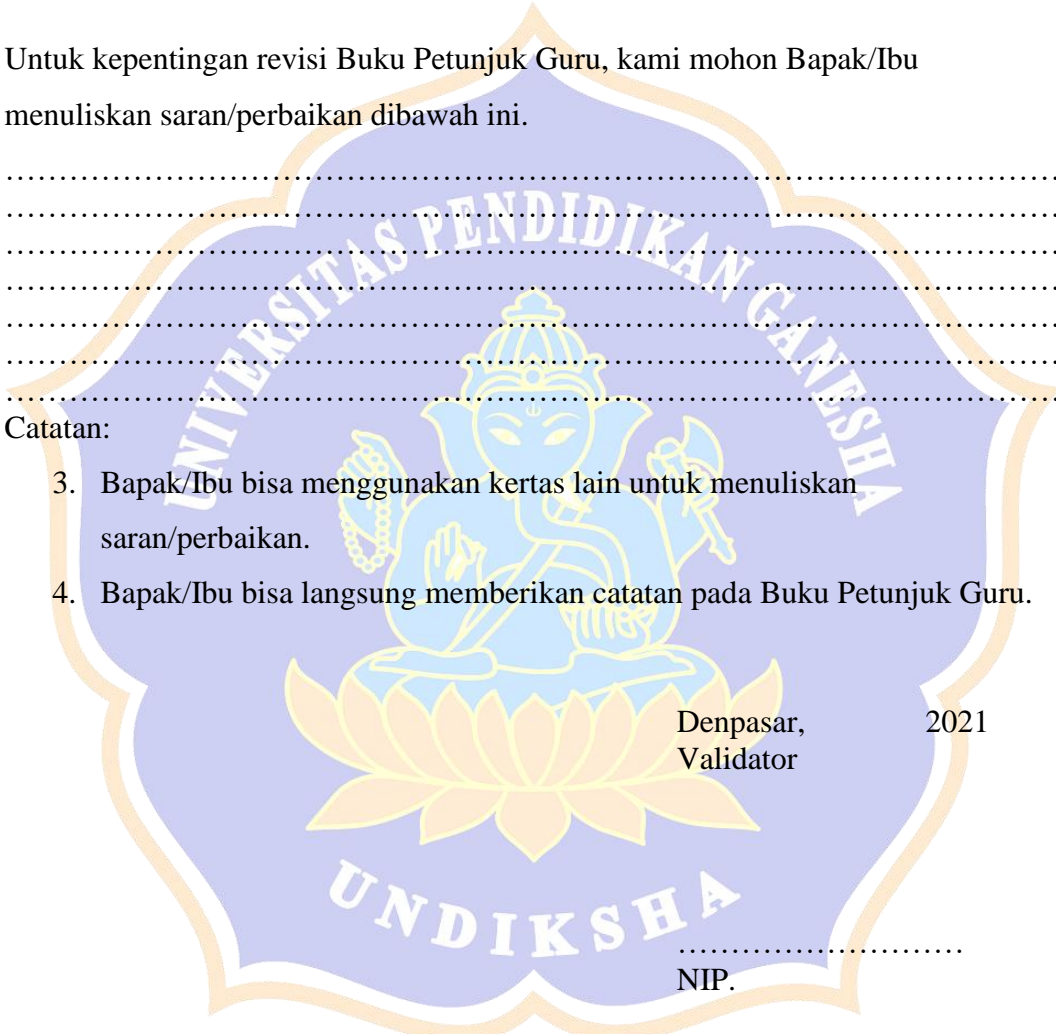 Untuk kepentingan revisi Buku Petunjuk Guru, kami mohon Bapak/Ibu
menuliskan saran/perbaikan dibawah ini.
……………………………………………………………………………………………
……………………………………………………………………………………………
……………………………………………………………………………………………
……………………………………………………………………………………………
……………………………………………………………………………………………
……………………………………………………………………………………………
……………………………………………………………………………………………
UNIVERSITAS PENDIDIKAN GANESHA
Catatan:
3. Bapak/Ibu bisa menggunakan kertas lain untuk menuliskan
saran/perbaikan.
4. Bapak/Ibu bisa langsung memberikan catatan pada Buku Petunjuk Guru.
Denpasar, 2021
Validator
UNDIKSHA
………………………
NIP.